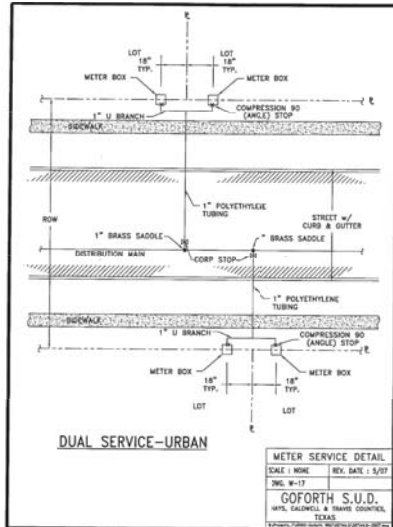 LOT
LOT
18"
TYP.
18"
TYP.
METER BOX
METER BOX
1" U BRANCH
COMPRESSION 90
(ANGLE) STOP
SIDEWALK
ROW
1" POLYETHYLENE
TUBING
STREET w/
CURB & GUTTER
1" BRASS SADDLE
" BRASS SADDLE
DISTRIBUTION MAIN
CORP STOP
1" POLYETHYLENE
TUBING
SIDEWALK
1" U BRANCH
COMPRESSION 90
(ANGLE) STOP
METER BOX
METER BOX
18"
TYP.
18"
TYP.
LOT
LOT
DUAL SERVICE-URBAN
METER SERVICE DETAIL
SCALE : NONE
REV. DATE : 5/07
DWG. W-17
GOFORTH S.U.D.
HAYS, CALDWELL & TRAVIS COUNTIES,
TEXAS